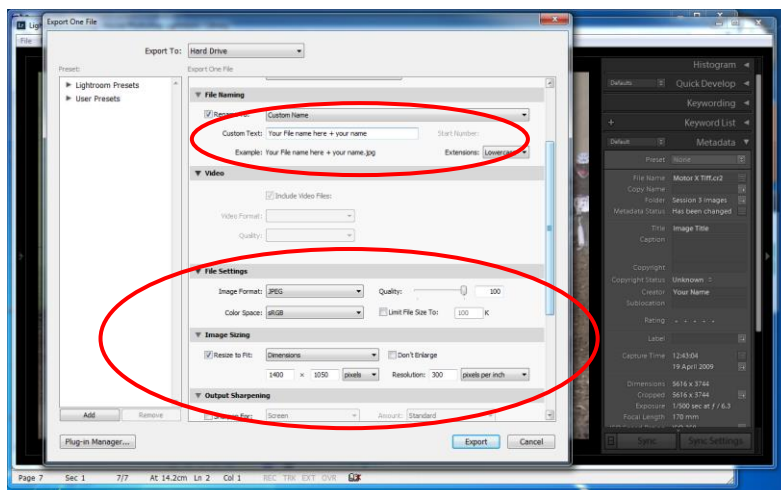 Export One File
Export To: Hard Drive
Preset:
Export One File
Lightroom Presets
User Presets
File Naming
Custom Name
Custom Text: Your File name here + your name Start Number:
Example: Your File name here + your name.jpg Extensions: Lowercase
Video
Include Video Files:
Video Format:
Quality:
File Settings
Image Format: JPEG Quality: 100
Color Space: sRGB Limit File Size To: 100 K
Image Sizing
Resize to Fit: Dimensions Don't Enlarge
1400 x 1050 pixels Resolution: 300 pixels per inch
Output Sharpening
Sharpen For: Screen Amount: Standard
Add Remove
Plug-in Manager... Export Cancel
File
Histogram
Defaults Quick Develop
Keywording
+ Keyword List
Default Metadata
Preset None
File Name Motor X Tiff.cr2
Copy Name
Folder Session 3 images
Metadata Status Has been changed
Title Image Title
Caption
Copyright
Copyright Status Unknown
Creator Your Name
Sublocation
Rating . . . . .
Label
Capture Time 12:43:04
19 April 2009
Dimensions 5616 x 3744
Cropped 5616 x 3744
Exposure 1/500 sec at f / 6.3
Focal Length 170 mm
Sync Sync Settings
Page 7 Sec 1 7/7 At 14.2cm Ln 2 Col 1 REC TRK EXT OVR